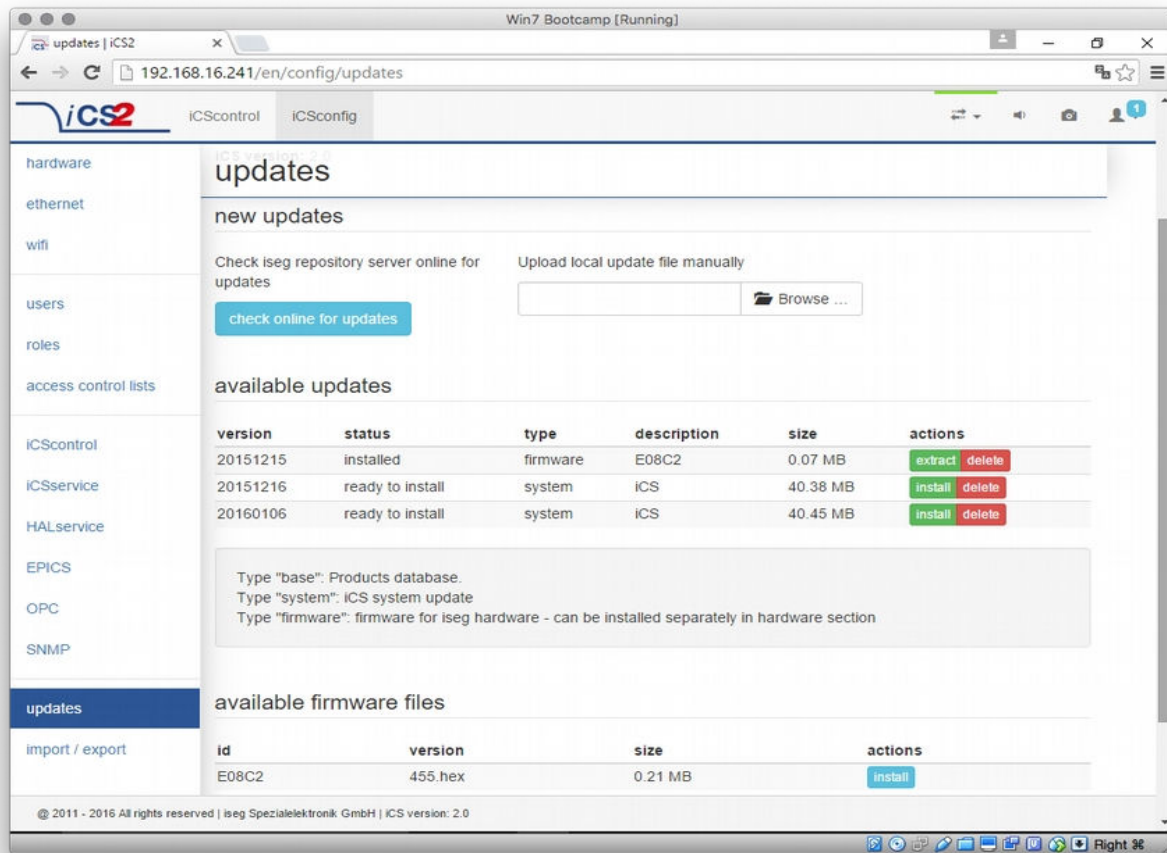 Win7 Bootcamp [Running]
updates | iCS2
192.168.16.241/en/config/updates
iCS2
iCScontrol
iCSconfig
1
hardware
ethernet
wifi
users
roles
access control lists
iCScontrol
iCSservice
HALservice
EPICS
OPC
SNMP
updates
import / export
iCS version: 2.0
updates
new updates
Check iseg repository server online for
updates
check online for updates
Upload local update file manually
Browse ...
available updates
version status type description size actions
20151215 installed firmware E08C2 0.07 MB extract delete
20151216 ready to install system iCS 40.38 MB install delete
20160106 ready to install system iCS 40.45 MB install delete
Type "base": Products database.
Type "system": iCS system update
Type "firmware": firmware for iseg hardware - can be installed separately in hardware section
available firmware files
id version size actions
E08C2 455.hex 0.21 MB install
@ 2011 - 2016 All rights reserved | iseg Spezialelektronik GmbH | iCS version: 2.0
Right ⌘